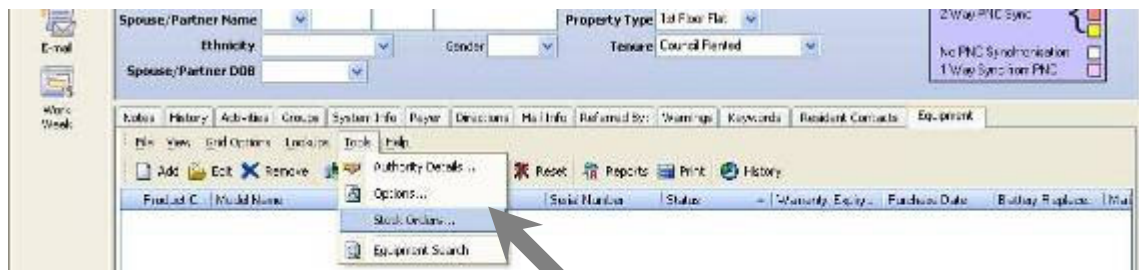 Spouse/Partner Name Property Type 1st Floor Flat 2 Way PNC Sync
E-mail Ethnicity Gender Tenure Council Rented
No PNC Synchronisation
Spouse/Partner DOB 1 Way Sync from PNC
Work Week
Notes History Activities Groups System Info Payer Directions Mail Info Referred By: Warnings Keywords Resident Contacts Equipment
File View Grid Options Lookups Tools Help
Add Edit Remove Authority Details ... Reset Reports Print History
Options...
Product C. Model Name Serial Number Status Warranty Expiry.. Purchase Date Battery Replace. Mai
Stock Orders...
Equipment Search